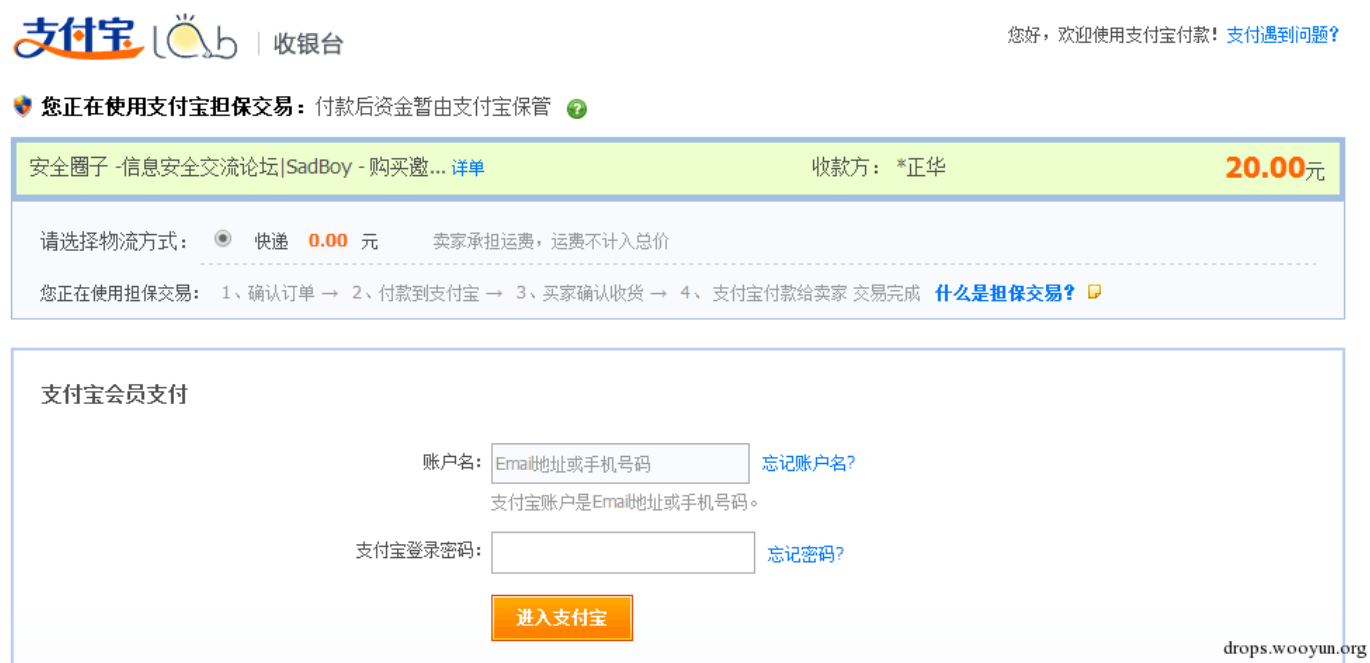 支付宝 Lab | 收银台
您好，欢迎使用支付宝付款！ 支付遇到问题？
您正在使用支付宝担保交易：付款后资金暂由支付宝保管 ?
安全圈子 -信息安全交流论坛|SadBoy - 购买邀... 详单 收款方： *正华 20.00元
请选择物流方式： 快递 0.00 元 卖家承担运费，运费不计入总价
您正在使用担保交易： 1、确认订单 → 2、付款到支付宝 → 3、买家确认收货 → 4、 支付宝付款给卖家 交易完成 什么是担保交易？
支付宝会员支付
账户名： Email地址或手机号码 忘记账户名?
支付宝账户是Email地址或手机号码。
支付宝登录密码： 忘记密码?
进入支付宝
drops.wooyun.org